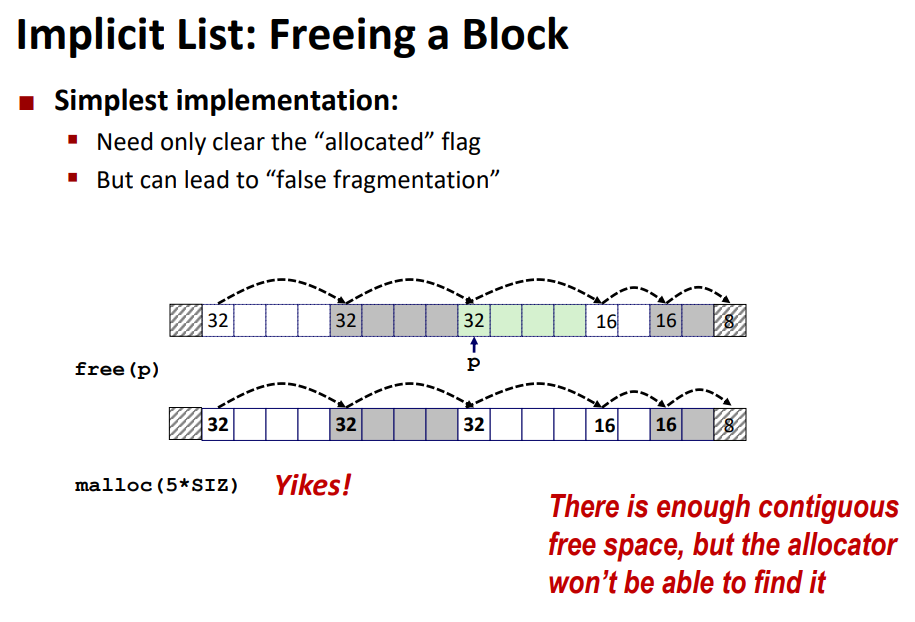 Implicit List: Freeing a Block
Simplest implementation:
Need only clear the “allocated” flag
But can lead to “false fragmentation”
32 32 32 16 16 8
p
free(p)
32 32 32 16 16 8
malloc(5*SIZ) Yikes!
There is enough contiguous
free space, but the allocator
won’t be able to find it